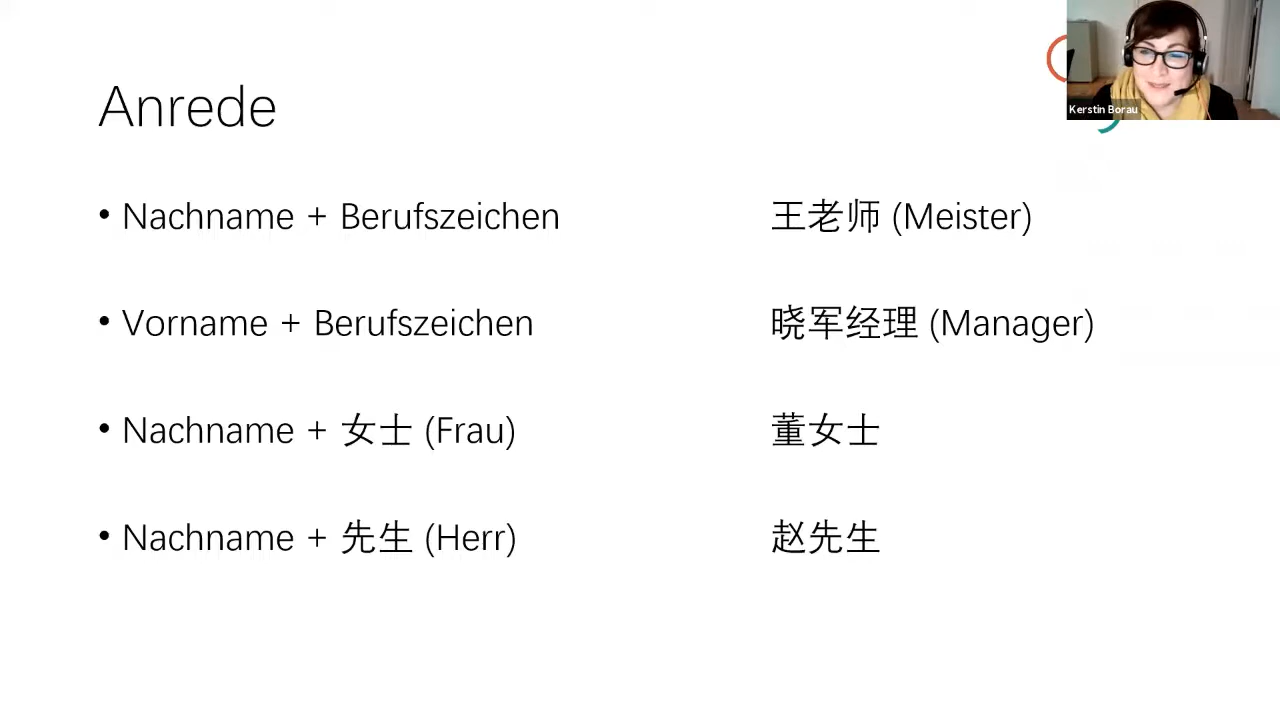 Kerstin Borau
Anrede
• Nachname + Berufszeichen 王老师 (Meister)
• Vorname + Berufszeichen 晓军经理 (Manager)
• Nachname + 女士 (Frau) 董女士
• Nachname + 先生 (Herr) 赵先生